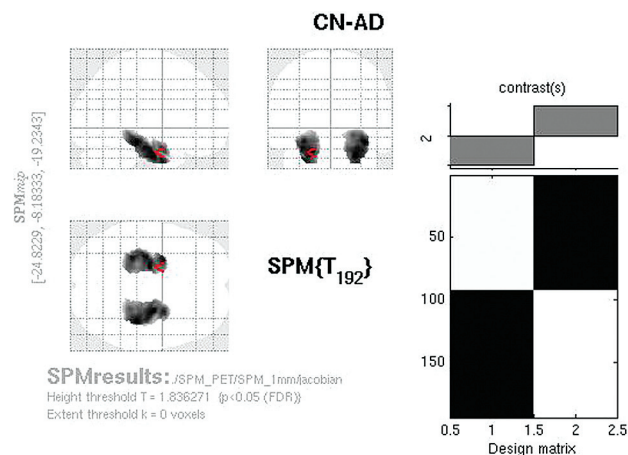 CN-AD
SPMmip
[-24.8229, -8.18333, -19.2343]
<
<
<
SPM{T192}
contrast(s)
2
50
100
150
0.5 1 1.5 2 2.5
Design matrix
SPMresults: ./SPM_PET/SPM_1mm/jacobian
Height threshold T = 1.836271 (p<0.05 (FDR))
Extent threshold k = 0 voxels